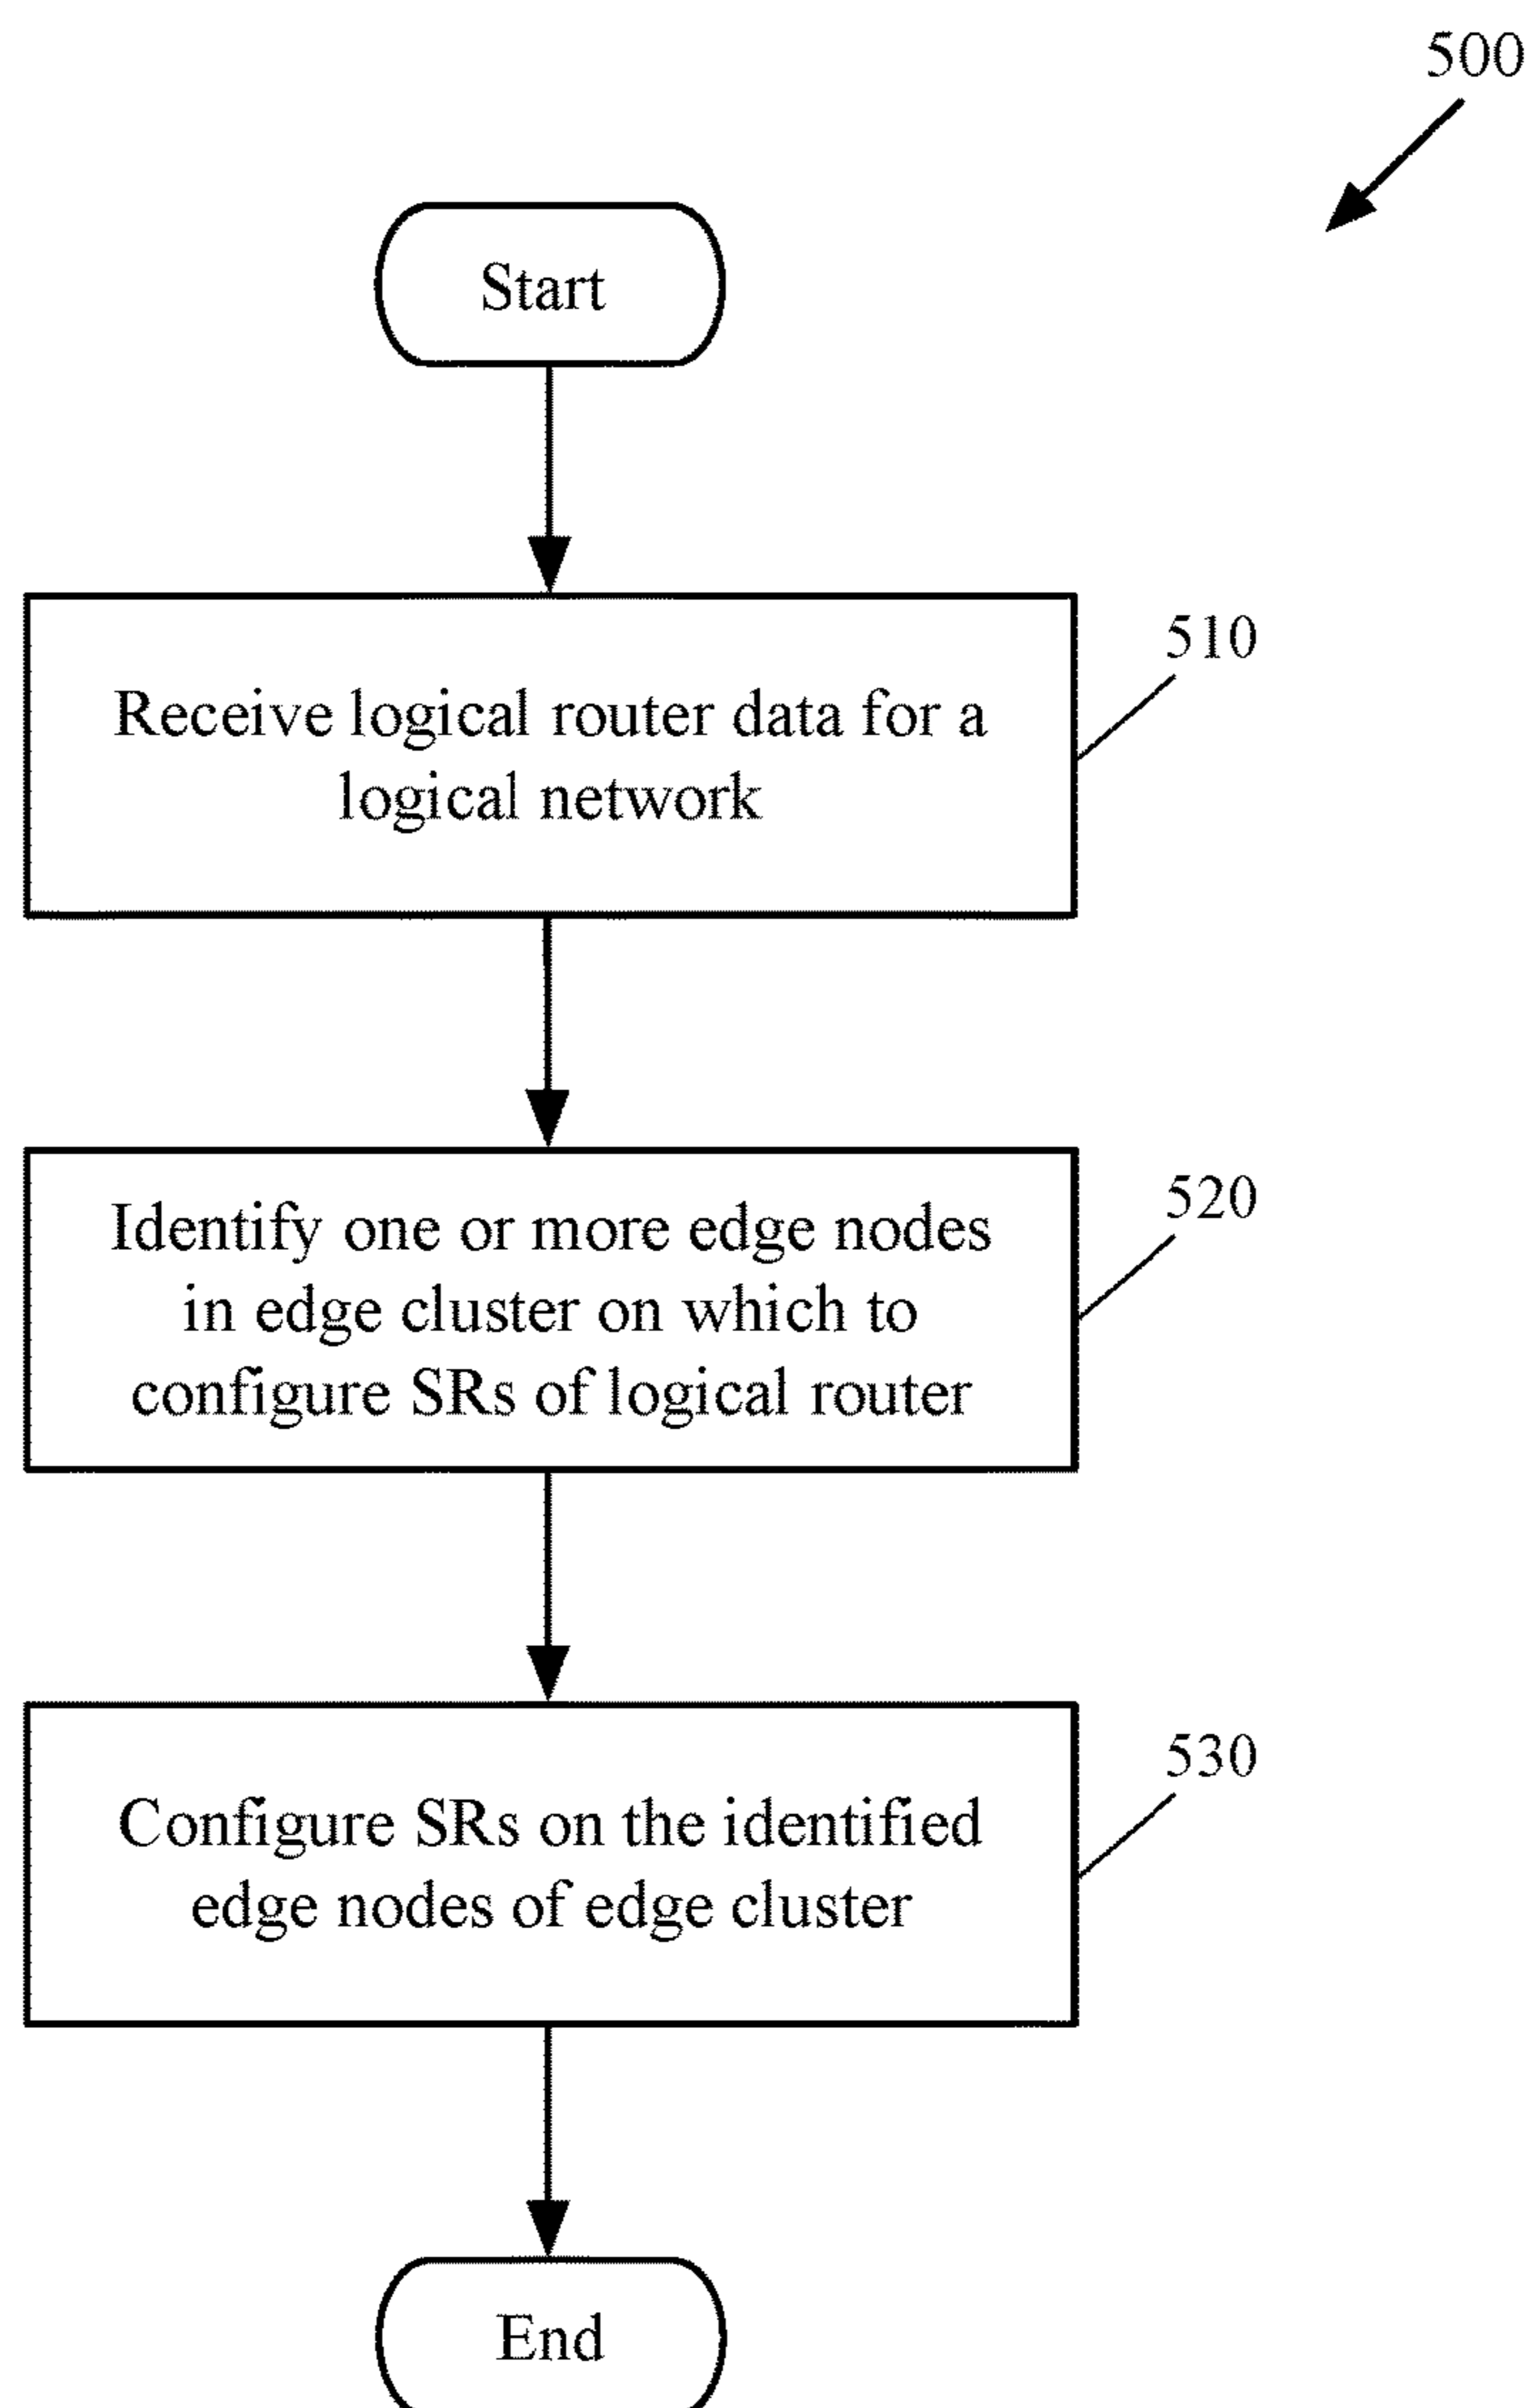 500
Start
510
Receive logical router data for a
logical network
520
Identify one or more edge nodes
in edge cluster on which to
configure SRs of logical router
530
Configure SRs on the identified
edge nodes of edge cluster
End